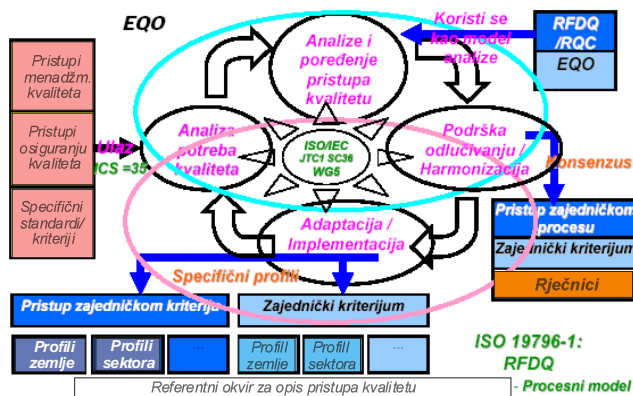 EQO
Analize i
poređenje
pristupa
kvalitetu
Koristi se
kao model
analize
RFDQ
/RQC
EQO
Pristupi
menadžm.
kvaliteta
Pristupi
osiguranju
kvaliteta
Specifični
standardi/
kriteriji
Ulaz
ICS =35
Analiza
potreba
kvaliteta
ISO/IEC
JTC1 SC36
WG5
Podrška
odlučivanju /
Harmonizacija
Konsenzus
Pristup zajedničkom
procesu
Zajednički kriterijum
Rječnici
Adaptacija /
Implementacija
Specifični profili
Pristup zajedničkom kriteriju
Zajednički kriterijum
Profili
zemlje
Profili
sektora
...
Profili
zemlje
Profili
sektora
...
Referentni okvir za opis pristupa kvalitetu
ISO 19796-1:
RFDQ
- Procesni model